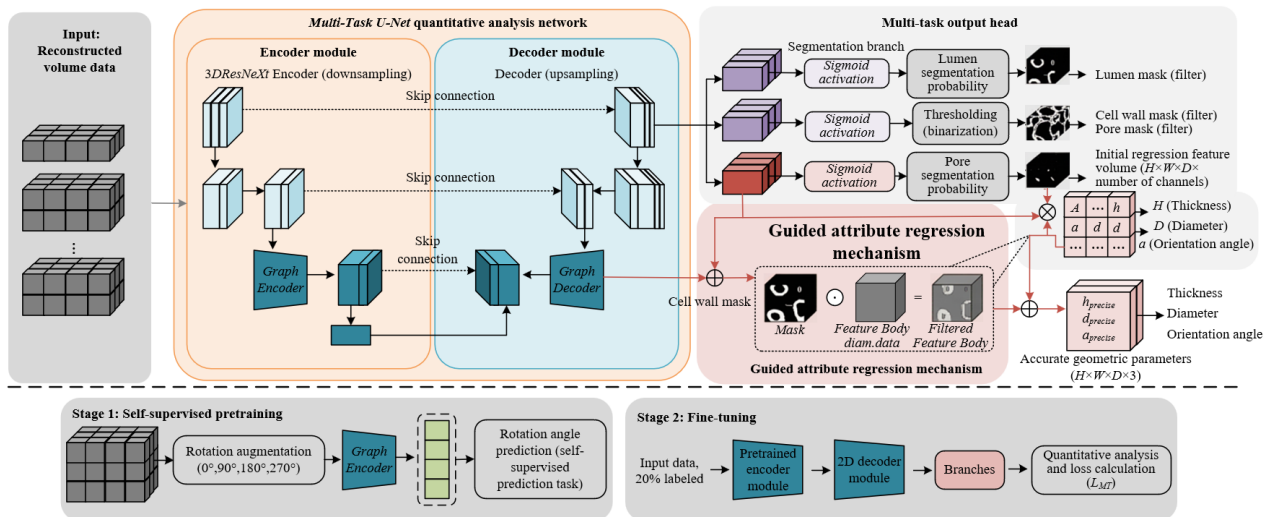 Input:
Reconstructed
volume data
⋮
Multi-Task U-Net quantitative analysis network
Encoder module
3DResNeXt Encoder (downsampling)
Decoder module
Decoder (upsampling)
Skip connection
Skip connection
Skip
connection
Graph
Encoder
Graph
Decoder
Multi-task output head
Segmentation branch
Sigmoid
activation
Lumen
segmentation
probability
Lumen mask (filter)
Sigmoid
activation
Thresholding
(binarization)
Cell wall mask (filter)
Pore mask (filter)
Sigmoid
activation
Pore
segmentation
probability
Initial regression feature
volume (H×W×D×
number of channels)
A ... h
a d d
... ... ...
H (Thickness)
D (Diameter)
a (Orientation angle)
Guided attribute regression
mechanism
Cell wall mask
Mask
=
Feature Body
diam.data
Filtered
Feature Body
Guided attribute regression mechanism
hprecise
dprecise
aprecise
Thickness
Diameter
Orientation angle
Accurate geometric parameters
(H×W×D×3)
Stage 1: Self-supervised pretraining
Rotation augmentation
(0°,90°,180°,270°)
Graph
Encoder
Rotation angle
prediction (self-
supervised
prediction task)
Stage 2: Fine-tuning
Input data,
20% labeled
Pretrained
encoder
module
2D decoder
module
Branches
Quantitative analysis
and loss calculation
(LMT)